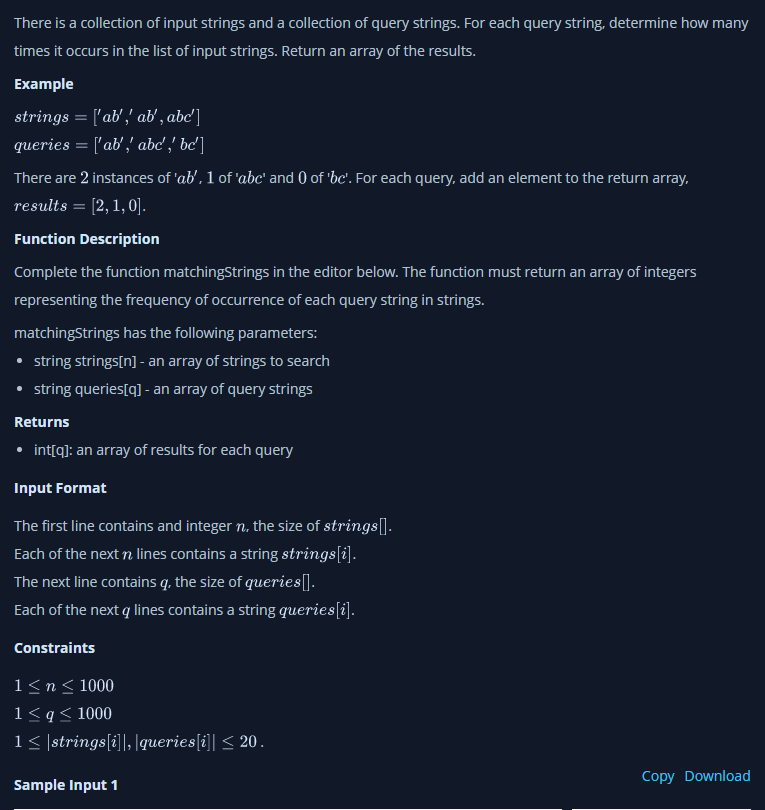 There is a collection of input strings and a collection of query strings. For each query string, determine how many
times it occurs in the list of input strings. Return an array of the results.
Example
strings = ['ab',' ab', abc']
queries = ['ab',' abc',' bc']
There are 2 instances of 'ab', 1 of 'abc' and 0 of 'bc'. For each query, add an element to the return array,
results = [2, 1, 0].
Function Description
Complete the function matchingStrings in the editor below. The function must return an array of integers
representing the frequency of occurrence of each query string in strings.
matchingStrings has the following parameters:
• string strings[n] - an array of strings to search
• string queries[q] - an array of query strings
Returns
• int[q]: an array of results for each query
Input Format
The first line contains and integer n, the size of strings[].
Each of the next n lines contains a string strings[i].
The next line contains q, the size of queries[].
Each of the next q lines contains a string queries[i].
Constraints
1 ≤ n ≤ 1000
1 ≤ q ≤ 1000
1 ≤ |strings[i]|, |queries[i]| ≤ 20 .
Copy Download
Sample Input 1